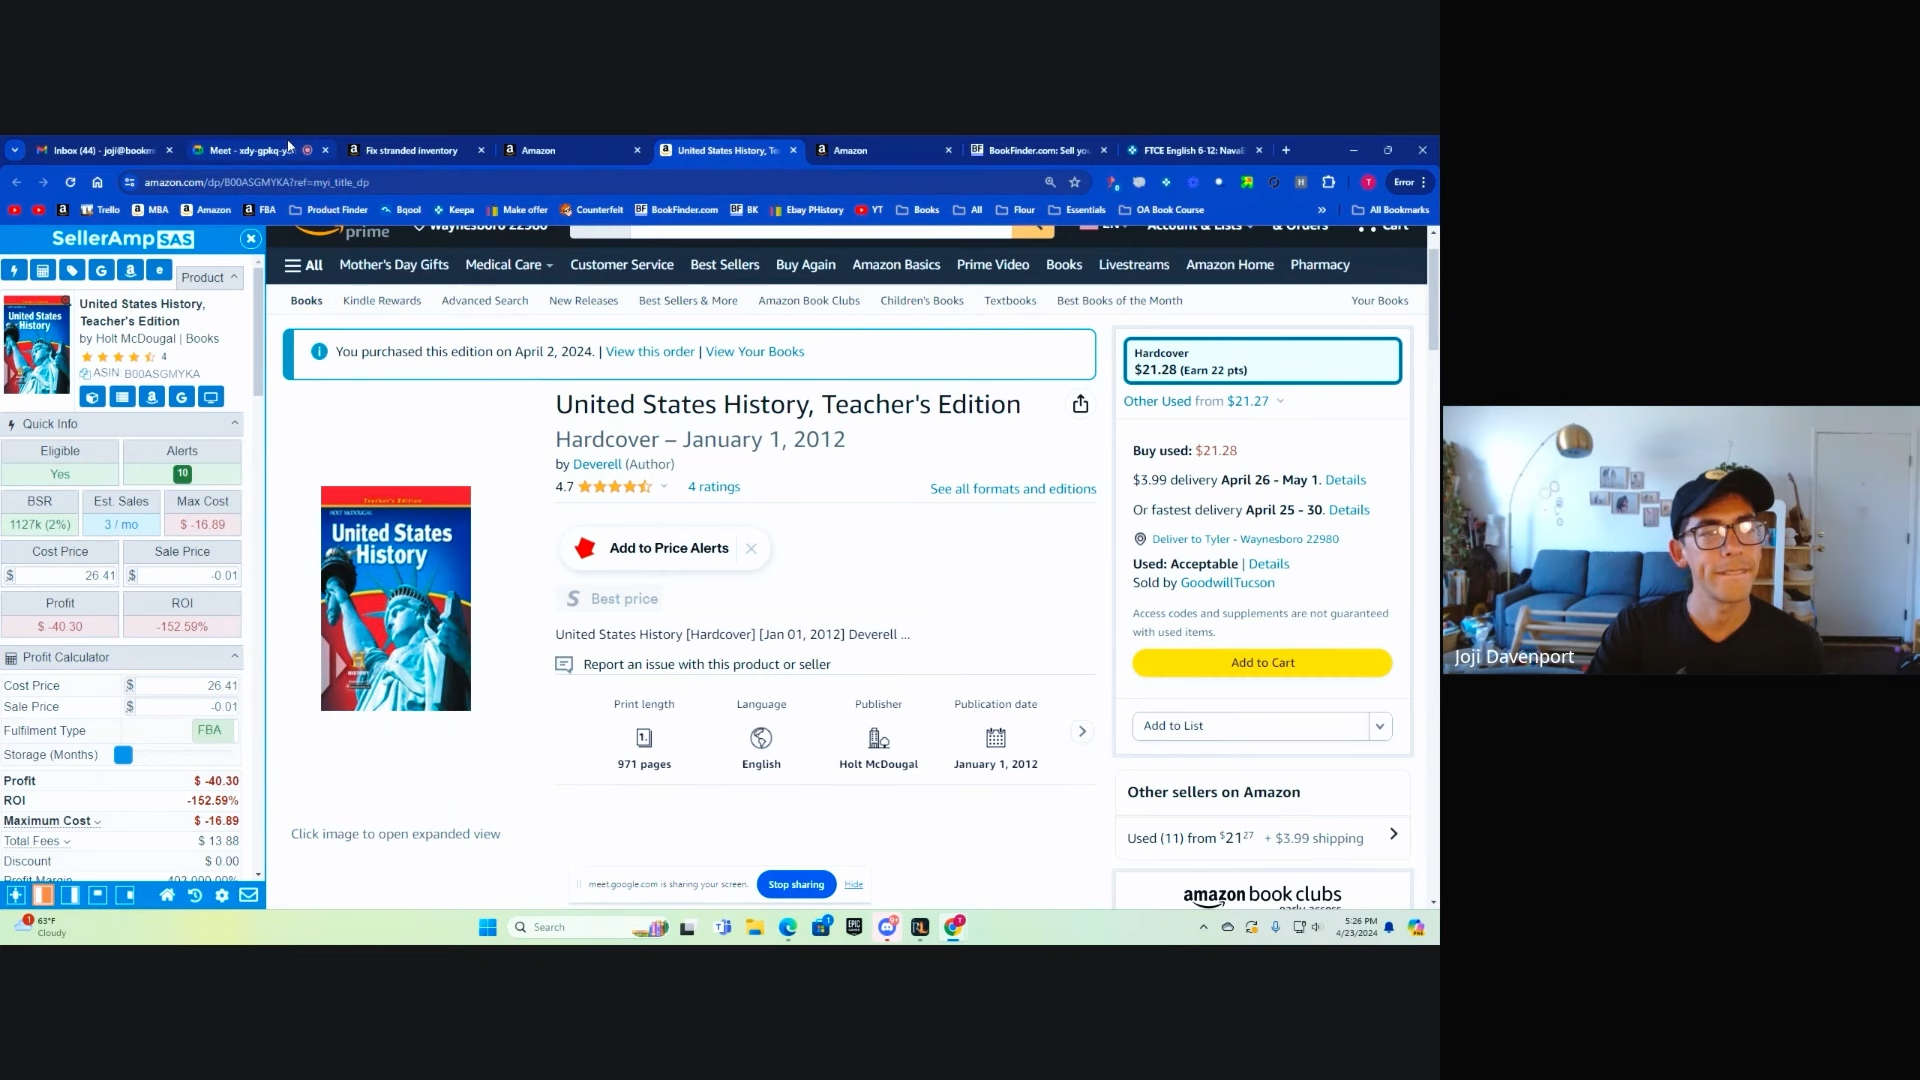 Inbox (44) - joji@bookm
Meet - xdy-gpkq-y
Fix stranded inventory
Amazon
United States History, Te
Amazon
BookFinder.com: Sell yo
FTCE English 6-12: NavaE
amazon.com/dp/B00ASGMYKA?ref=myi_title_dp
Error
Trello
MBA
Amazon
FBA
Product Finder
Bqool
Keepa
Make offer
Counterfeit
BookFinder.com
BK
Ebay PHistory
YT
Books
All
Flour
Essentials
OA Book Course
All Bookmarks
SellerAmp SAS
Product
United States History,
Teacher's Edition
by Holt McDougal | Books
4
ASIN: B00ASGMYKA
Quick Info
Eligible Alerts
Yes 10
BSR Est. Sales Max Cost
1127k (2%) 3 / mo $ -16.89
Cost Price Sale Price
$ 26.41 $ -0.01
Profit ROI
$ -40.30 -152.59%
Profit Calculator
Cost Price $ 26.41
Sale Price $ -0.01
Fulfilment Type FBA
Storage (Months)
Profit $ -40.30
ROI -152.59%
Maximum Cost $ -16.89
Total Fees $ 13.88
Discount $ 0.00
prime
Waynesboro 22980
EN
Account & Lists
& Orders
Cart
All
Mother's Day Gifts
Medical Care
Customer Service
Best Sellers
Buy Again
Amazon Basics
Prime Video
Books
Livestreams
Amazon Home
Pharmacy
Books
Kindle Rewards
Advanced Search
New Releases
Best Sellers & More
Amazon Book Clubs
Children's Books
Textbooks
Best Books of the Month
Your Books
You purchased this edition on April 2, 2024. | View this order | View Your Books
United States History, Teacher's Edition
Hardcover – January 1, 2012
by Deverell (Author)
4.7 4 ratings
See all formats and editions
Teacher's Edition
HOLT MCDOUGAL
United States
History
Add to Price Alerts
Best price
United States History [Hardcover] [Jan 01, 2012] Deverell ...
Report an issue with this product or seller
Print length
971 pages
Language
English
Publisher
Holt McDougal
Publication date
January 1, 2012
Click image to open expanded view
meet.google.com is sharing your screen.
Stop sharing
Hide
Hardcover
$21.28 (Earn 22 pts)
Other Used from $21.27
Buy used: $21.28
$3.99 delivery April 26 - May 1. Details
Or fastest delivery April 25 - 30. Details
Deliver to Tyler - Waynesboro 22980
Used: Acceptable | Details
Sold by GoodwillTucson
Access codes and supplements are not guaranteed
with used items.
Add to Cart
Add to List
Other sellers on Amazon
Used (11) from $21 27 + $3.99 shipping
amazon book clubs
early access
63°F
Cloudy
Search
5:26 PM
4/23/2024
Joji Davenport